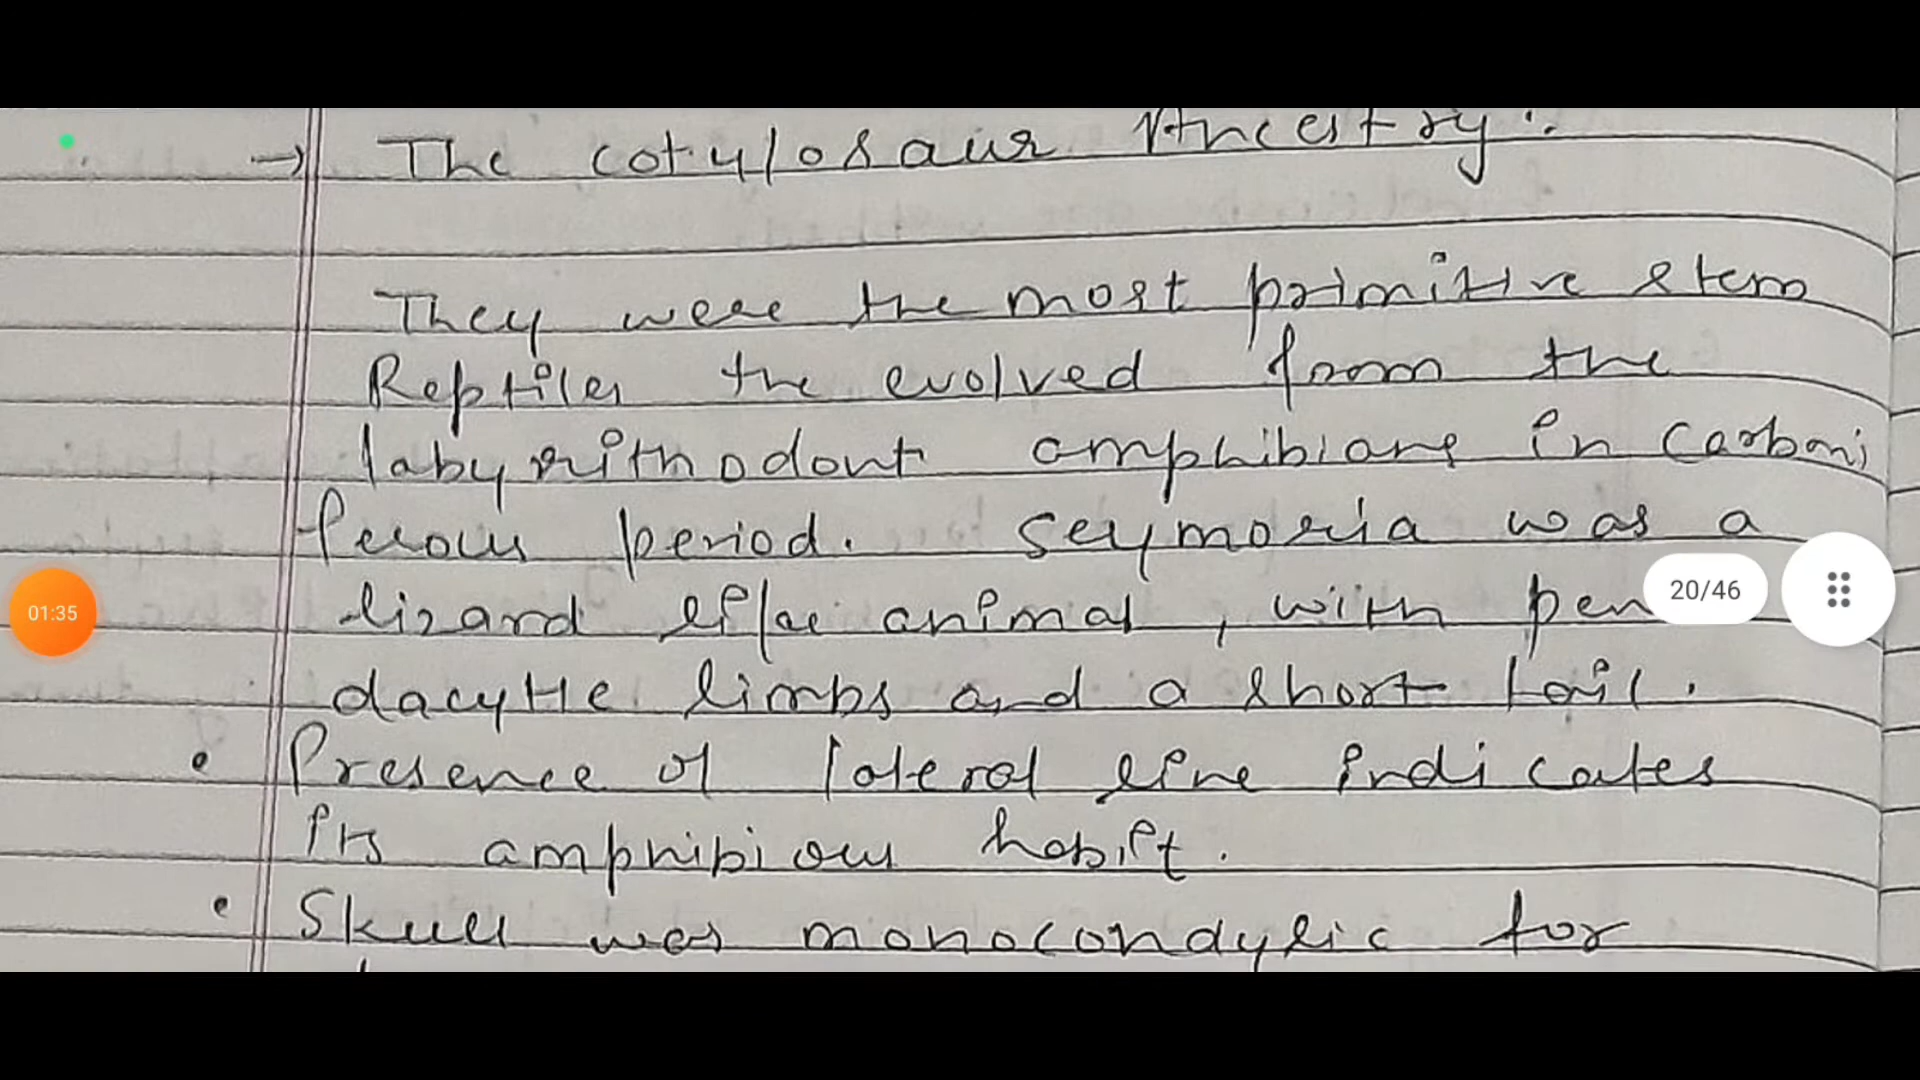 → The cotylosaur Ancestry:
They were the most primitive stem
Reptiles the evolved from the
labyrinthodont amphibians in carboni
ferous period. Seymoria was a
lizard like animal, with pen
20/46
01:35
dacytle limbs and a short tail.
• Presence of lateral line indicates
its amphibious habit.
• Skull was monocondylic for